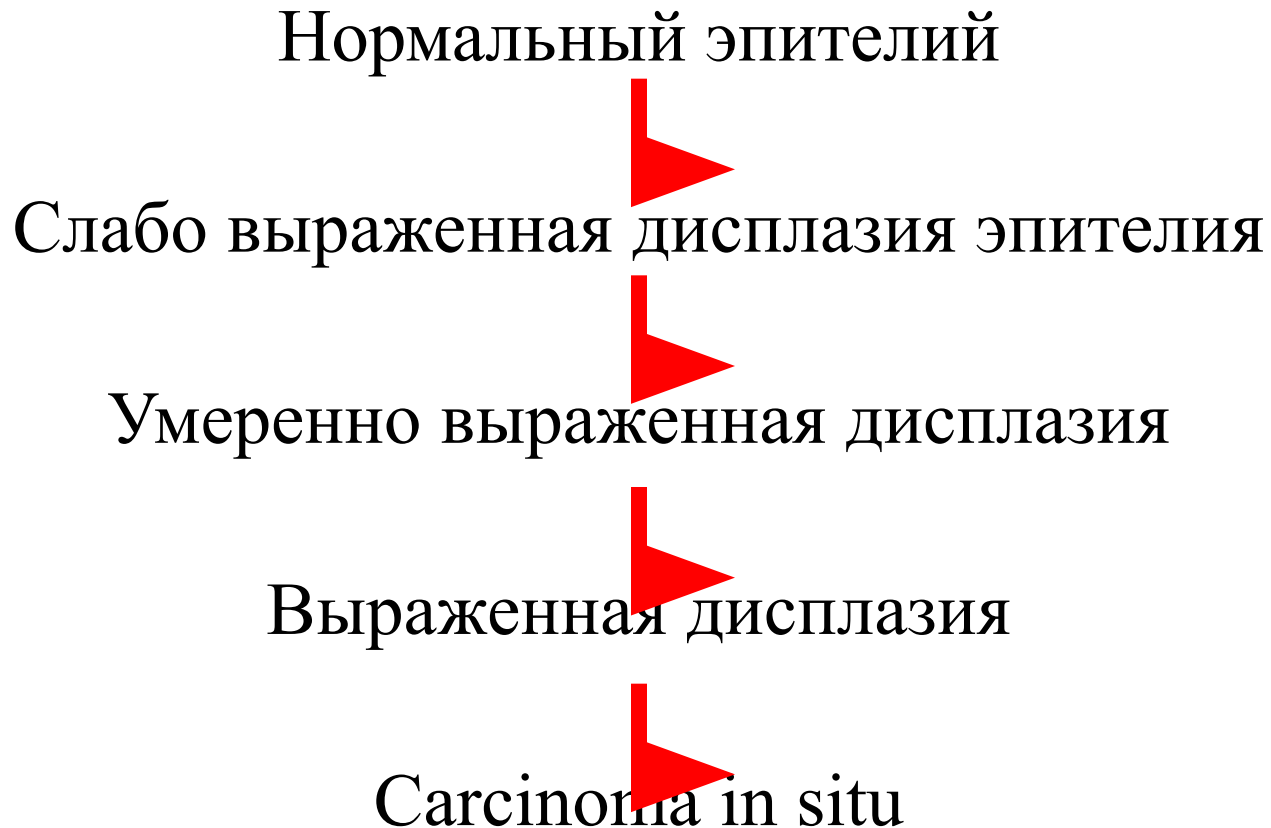 Нормальный эпителий
Слабо выраженная дисплазия эпителия
Умеренно выраженная дисплазия
Выраженная дисплазия
Carcinoma in situ